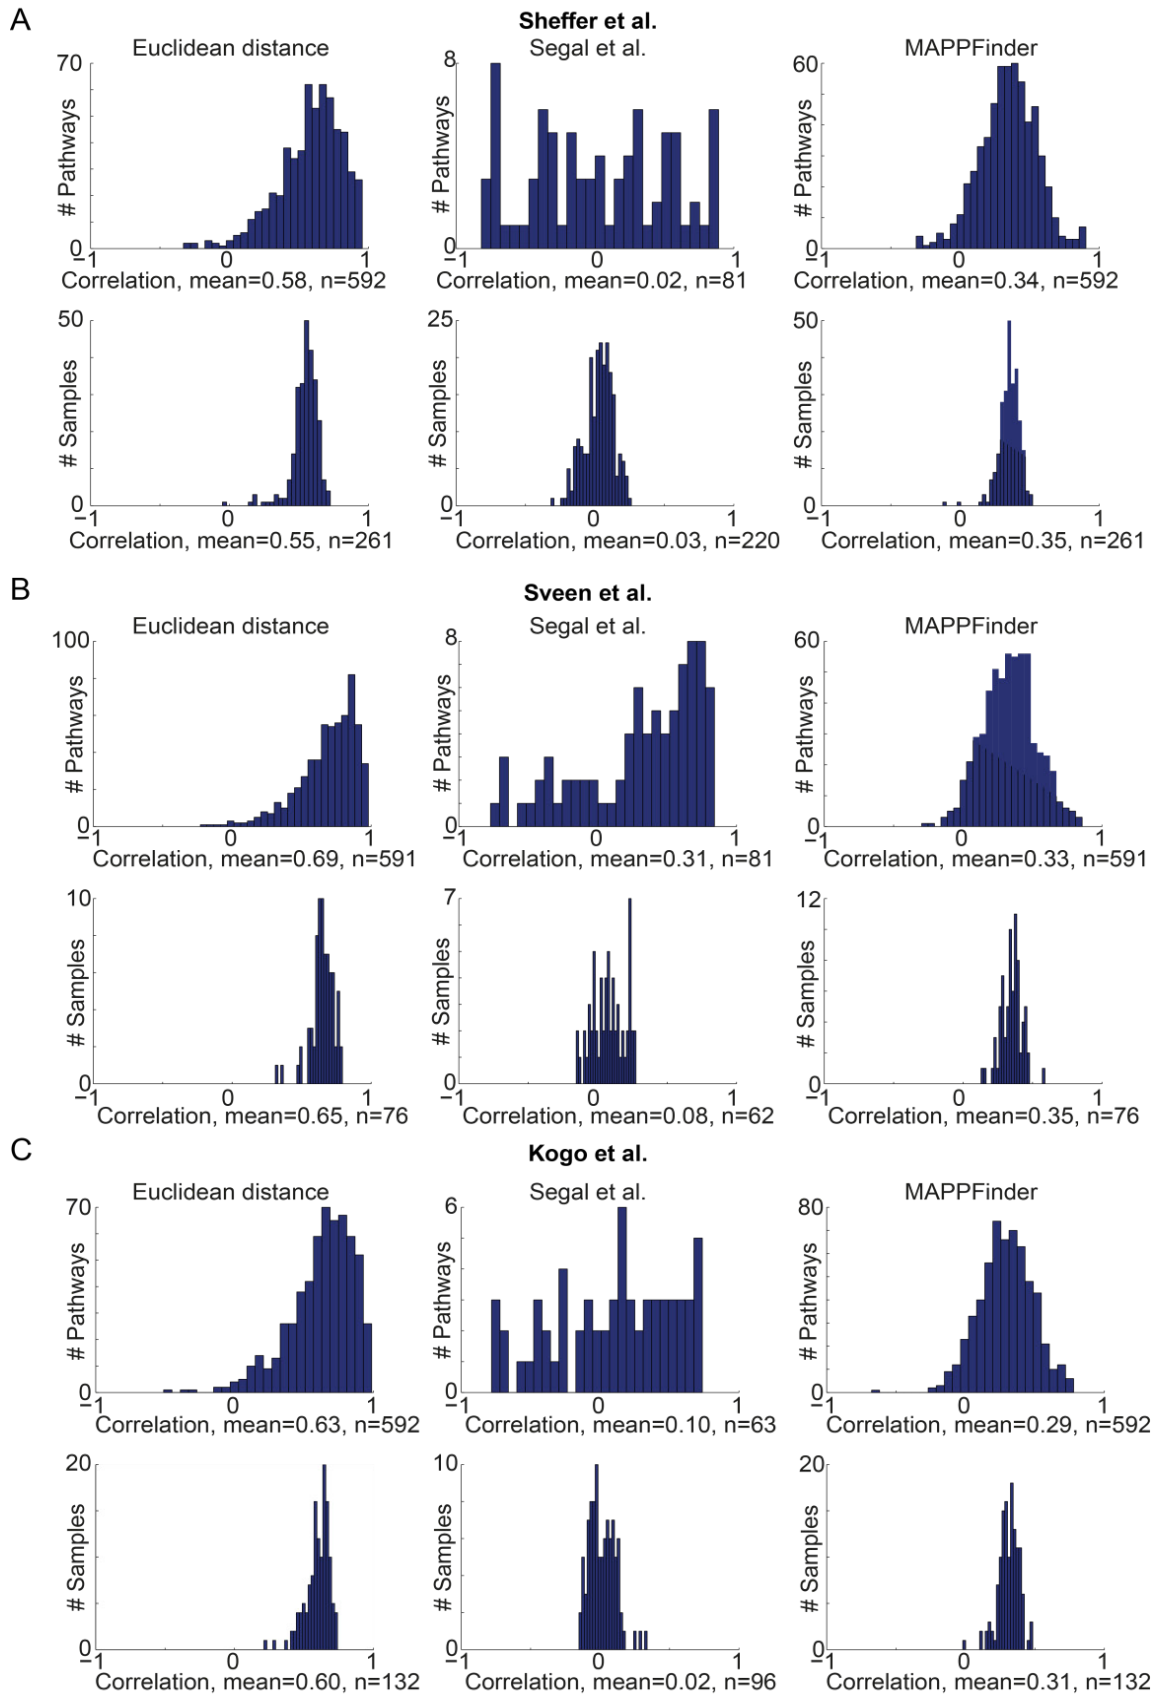 A
Sheffer et al.
Euclidean distance
Segal et al.
MAPPFinder
70
# Pathways
0
−1
0
1
Correlation, mean=0.58, n=592
8
# Pathways
0
−1
0
1
Correlation, mean=0.02, n=81
60
# Pathways
0
−1
0
1
Correlation, mean=0.34, n=592
50
# Samples
0
−1
0
1
Correlation, mean=0.55, n=261
25
# Samples
0
−1
0
1
Correlation, mean=0.03, n=220
50
# Samples
0
−1
0
1
Correlation, mean=0.35, n=261
B
Sveen et al.
Euclidean distance
Segal et al.
MAPPFinder
100
# Pathways
0
−1
0
1
Correlation, mean=0.69, n=591
8
# Pathways
0
−1
0
1
Correlation, mean=0.31, n=81
60
# Pathways
0
−1
0
1
Correlation, mean=0.33, n=591
10
# Samples
0
−1
0
1
Correlation, mean=0.65, n=76
7
# Samples
0
−1
0
1
Correlation, mean=0.08, n=62
12
# Samples
0
−1
0
1
Correlation, mean=0.35, n=76
C
Kogo et al.
Euclidean distance
Segal et al.
MAPPFinder
70
# Pathways
0
−1
0
1
Correlation, mean=0.63, n=592
6
# Pathways
0
−1
0
1
Correlation, mean=0.10, n=63
80
# Pathways
0
−1
0
1
Correlation, mean=0.29, n=592
20
# Samples
0
−1
0
1
Correlation, mean=0.60, n=132
10
# Samples
0
−1
0
1
Correlation, mean=0.02, n=96
20
# Samples
0
−1
0
1
Correlation, mean=0.31, n=132